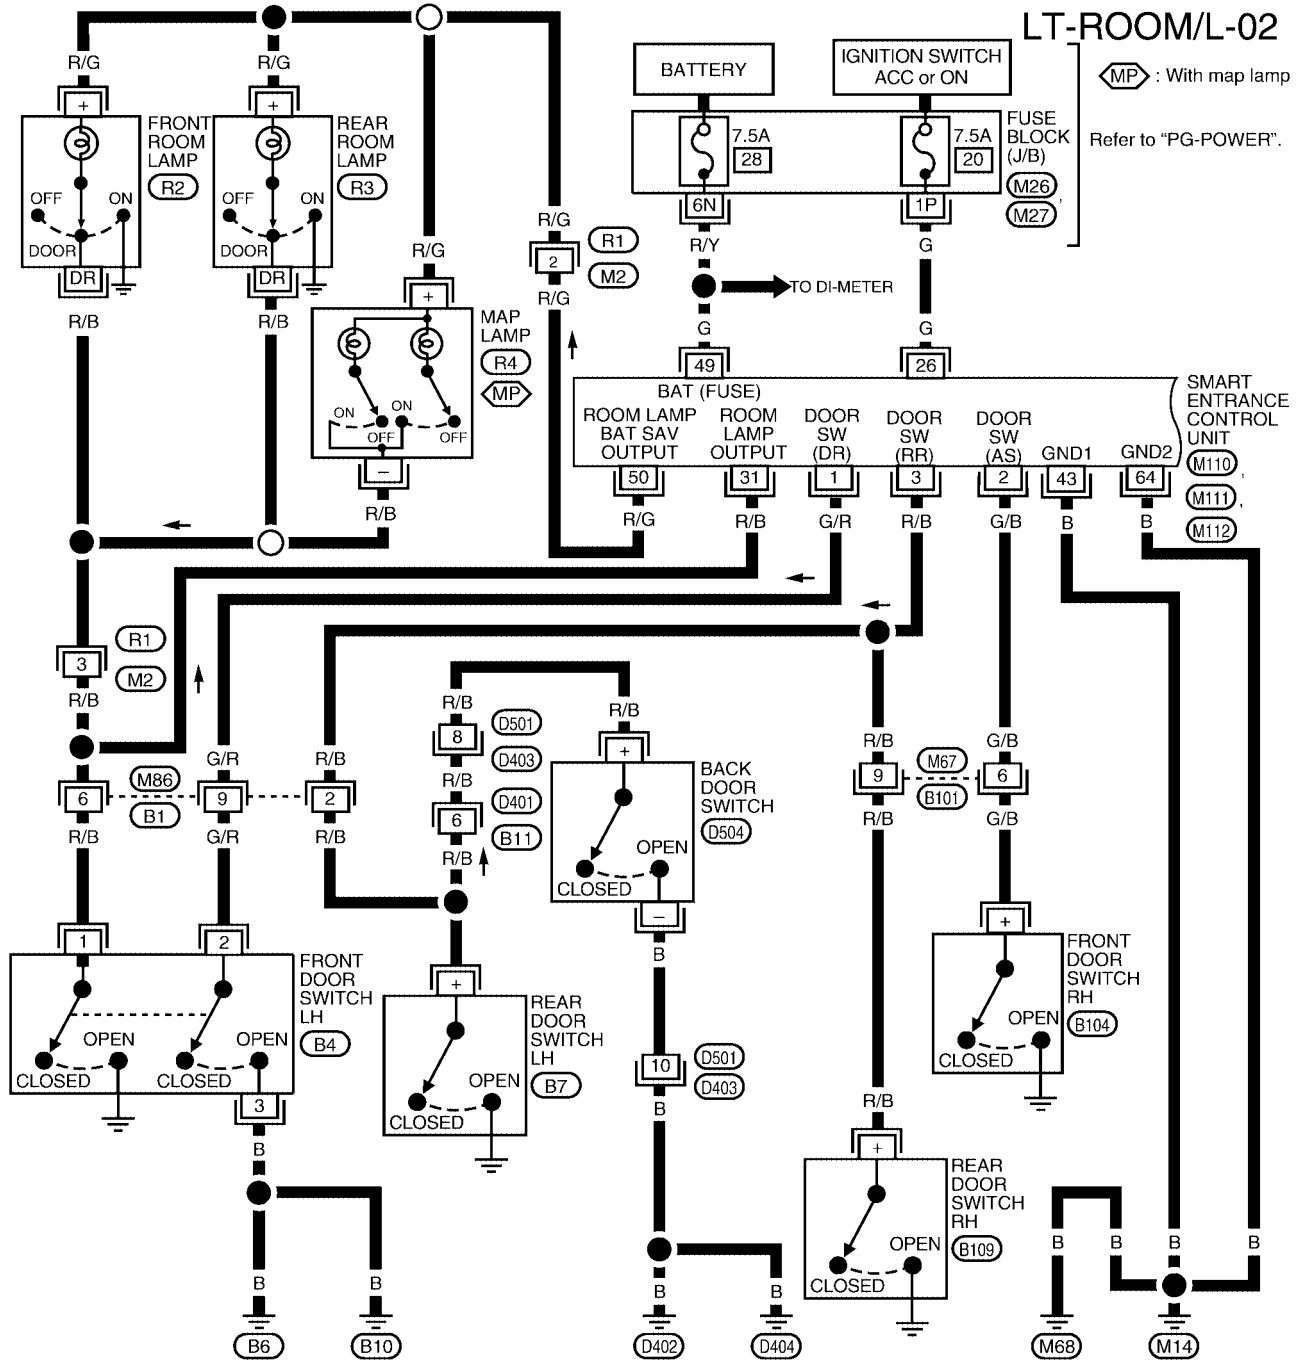 LT-ROOM/L-02
MP : With map lamp
Refer to "PG-POWER".
BATTERY
IGNITION SWITCH
ACC or ON
7.5A
28
7.5A
20
FUSE
BLOCK
(J/B)
M26 ,
M27
6N
1P
R/Y
G
TO DI-METER
G
G
49
26
R/G
R/G
+
+
FRONT
ROOM
LAMP
R2
REAR
ROOM
LAMP
R3
OFF
ON
DOOR
OFF
ON
DOOR
DR
DR
R/B
R/B
R/G
+
MAP
LAMP
R4
MP
ON
ON
OFF
OFF
–
R/B
R/G
2
R1
M2
R/G
BAT (FUSE)
ROOM LAMP
BAT SAV
OUTPUT
ROOM
LAMP
OUTPUT
DOOR
SW
(DR)
DOOR
SW
(RR)
DOOR
SW
(AS)
GND1
GND2
SMART
ENTRANCE
CONTROL
UNIT
M110 ,
M111 ,
M112
50
31
1
3
2
43
64
R/G
R/B
G/R
R/B
G/B
B
B
3
R1
M2
R/B
G/R
R/B
6
M86
B1
9
2
R/B
G/R
R/B
R/B
8
D501
D403
R/B
6
D401
B11
R/B
R/B
+
BACK
DOOR
SWITCH
D504
OPEN
CLOSED
–
B
10
D501
D403
B
R/B
G/B
9
M67
B101
6
R/B
G/B
+
FRONT
DOOR
SWITCH
RH
B104
OPEN
CLOSED
1
2
FRONT
DOOR
SWITCH
LH
B4
OPEN
CLOSED
OPEN
CLOSED
3
B
+
REAR
DOOR
SWITCH
LH
B7
OPEN
CLOSED
R/B
+
REAR
DOOR
SWITCH
RH
B109
OPEN
CLOSED
B
B
B
B
B
B
B
B
B6
B10
D402
D404
M68
M14